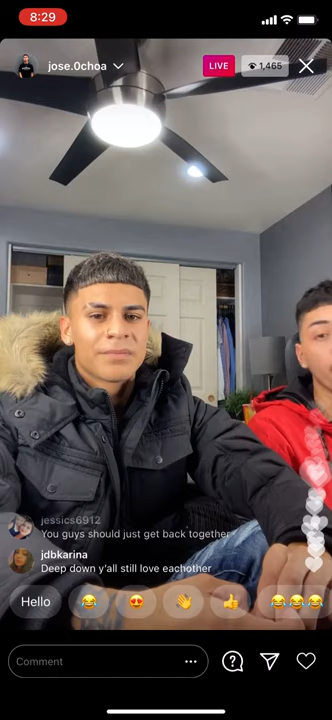 8:29
jose.0choa
LIVE
1,465
jessics6912
You guys should just get back together
jdbkarina
Deep down y'all still love eachother
Hello
Comment